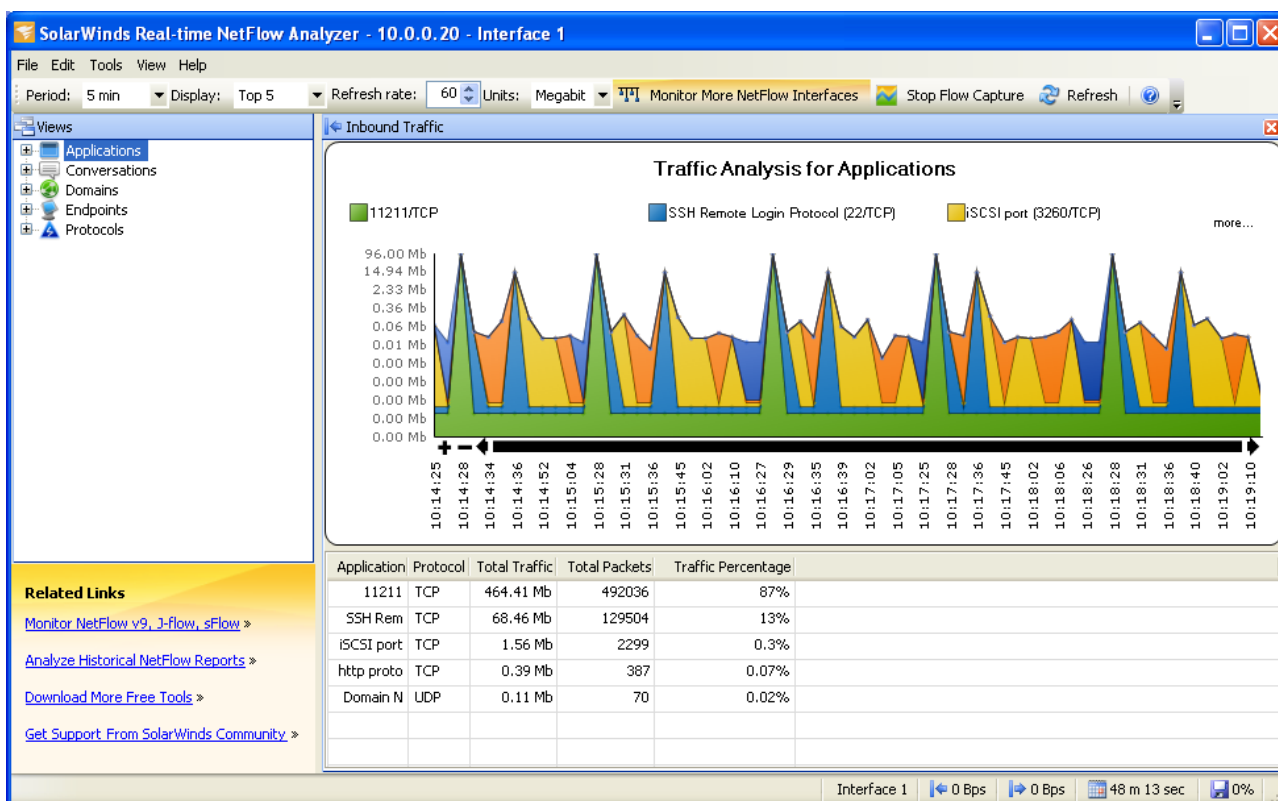 SolarWinds Real-time NetFlow Analyzer - 10.0.0.20 - Interface 1
File Edit Tools View Help
Period: 5 min Display: Top 5 Refresh rate: 60 Units: Megabit Monitor More NetFlow Interfaces Stop Flow Capture Refresh
Views
Applications
Conversations
Domains
Endpoints
Protocols
Related Links
Monitor NetFlow v9, J-flow, sFlow »
Analyze Historical NetFlow Reports »
Download More Free Tools »
Get Support From SolarWinds Community »
Inbound Traffic
Traffic Analysis for Applications
11211/TCP SSH Remote Login Protocol (22/TCP) iSCSI port (3260/TCP) more...
96.00 Mb
14.94 Mb
2.33 Mb
0.36 Mb
0.06 Mb
0.01 Mb
0.00 Mb
0.00 Mb
0.00 Mb
0.00 Mb
0.00 Mb
10:14:25 10:14:28 10:14:34 10:14:36 10:14:52 10:15:04 10:15:28 10:15:31 10:15:36 10:15:45 10:16:02 10:16:10 10:16:27 10:16:29 10:16:35 10:16:39 10:17:02 10:17:05 10:17:25 10:17:28 10:17:36 10:17:45 10:18:02 10:18:06 10:18:26 10:18:28 10:18:31 10:18:36 10:18:40 10:19:02 10:19:10
Application Protocol Total Traffic Total Packets Traffic Percentage
11211 TCP 464.41 Mb 492036 87%
SSH Rem TCP 68.46 Mb 129504 13%
iSCSI port TCP 1.56 Mb 2299 0.3%
http proto TCP 0.39 Mb 387 0.07%
Domain N UDP 0.11 Mb 70 0.02%
Interface 1 0 Bps 0 Bps 48 m 13 sec 0%